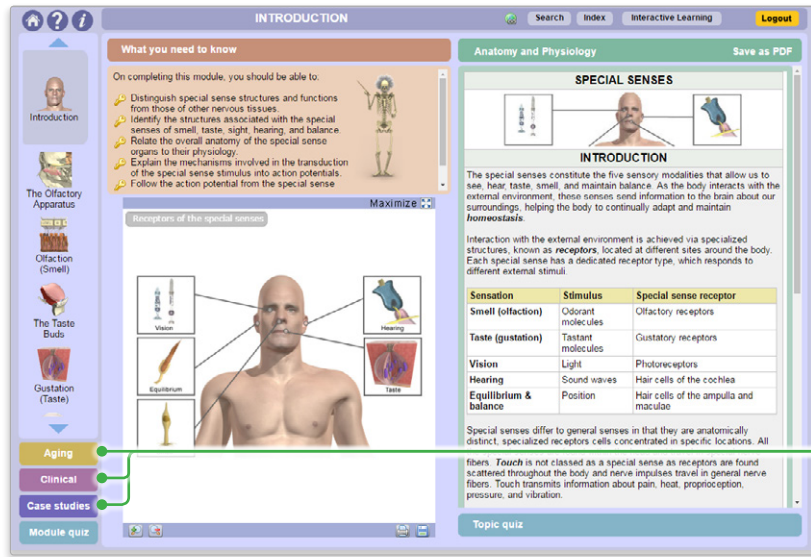 INTRODUCTION
Search
Index
Interactive Learning
Logout
Introduction
The Olfactory
Apparatus
Olfaction
(Smell)
The Taste
Buds
Gustation
(Taste)
Aging
Clinical
Case studies
Module quiz
What you need to know
On completing this module, you should be able to:
Distinguish special sense structures and functions
from those of other nervous tissues.
Identify the structures associated with the special
senses of smell, taste, sight, hearing, and balance.
Relate the overall anatomy of the special sense
organs to their physiology.
Explain the mechanisms involved in the transduction
of the special sense stimulus into action potentials.
Follow the action potential from the special sense
Maximize
Receptors of the special senses
Vision
Hearing
Equilibrium
Taste
Anatomy and Physiology
Save as PDF
SPECIAL SENSES
INTRODUCTION
The special senses constitute the five sensory modalities that allow us to
see, hear, taste, smell, and maintain balance. As the body interacts with the
external environment, these senses send information to the brain about our
surroundings, helping the body to continually adapt and maintain
homeostasis.
Interaction with the external environment is achieved via specialized
structures, known as receptors, located at different sites around the body.
Each special sense has a dedicated receptor type, which responds to
different external stimuli.
Sensation Stimulus Special sense receptor
Smell (olfaction) Odorant molecules Olfactory receptors
Taste (gustation) Tastant molecules Gustatory receptors
Vision Light Photoreceptors
Hearing Sound waves Hair cells of the cochlea
Equilibrium & balance Position Hair cells of the ampulla and maculae
Special senses differ to general senses in that they are anatomically
distinct, specialized receptors cells concentrated in specific locations. All
fibers. Touch is not classed as a special sense as receptors are found
scattered throughout the body and nerve impulses travel in general nerve
fibers. Touch transmits information about pain, heat, proprioception,
pressure, and vibration.
Topic quiz